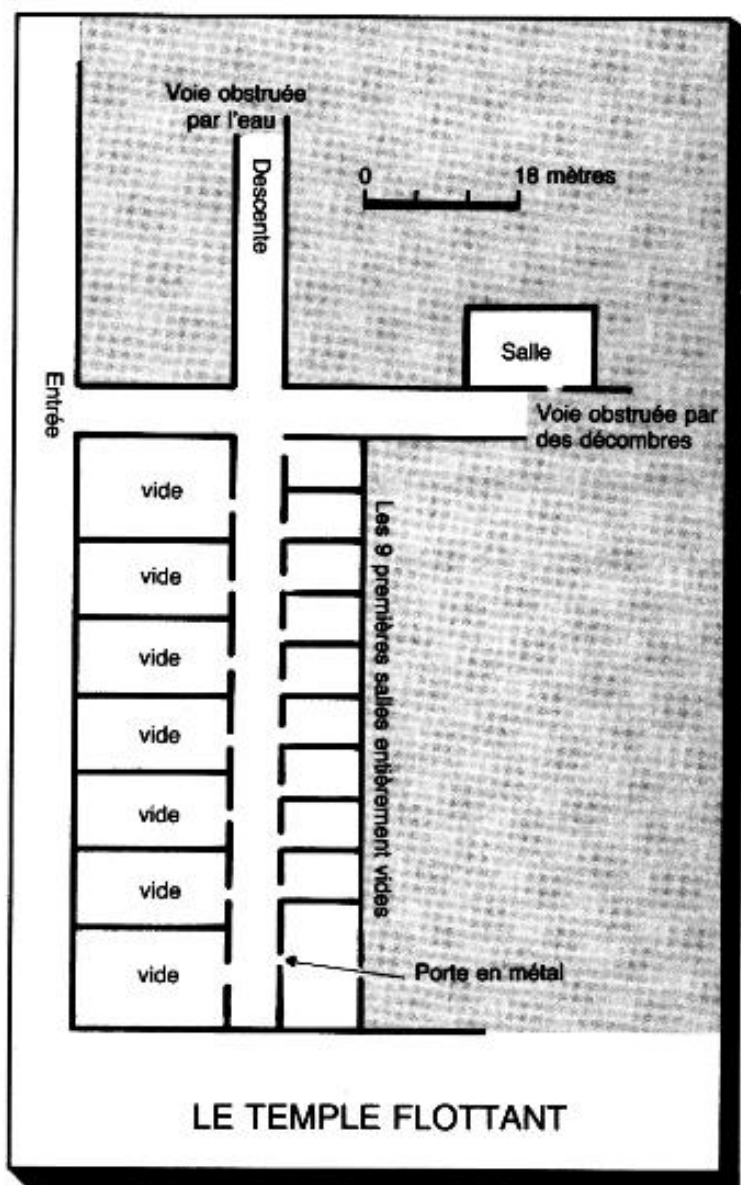 Voie obstruée
par l'eau
Descente
0 18 mètres
Salle
Entrée
Voie obstruée par
des décombres
vide
vide
vide
vide
vide
vide
vide
Les 9 premières salles entièrement vides
Porte en métal
LE TEMPLE FLOTTANT